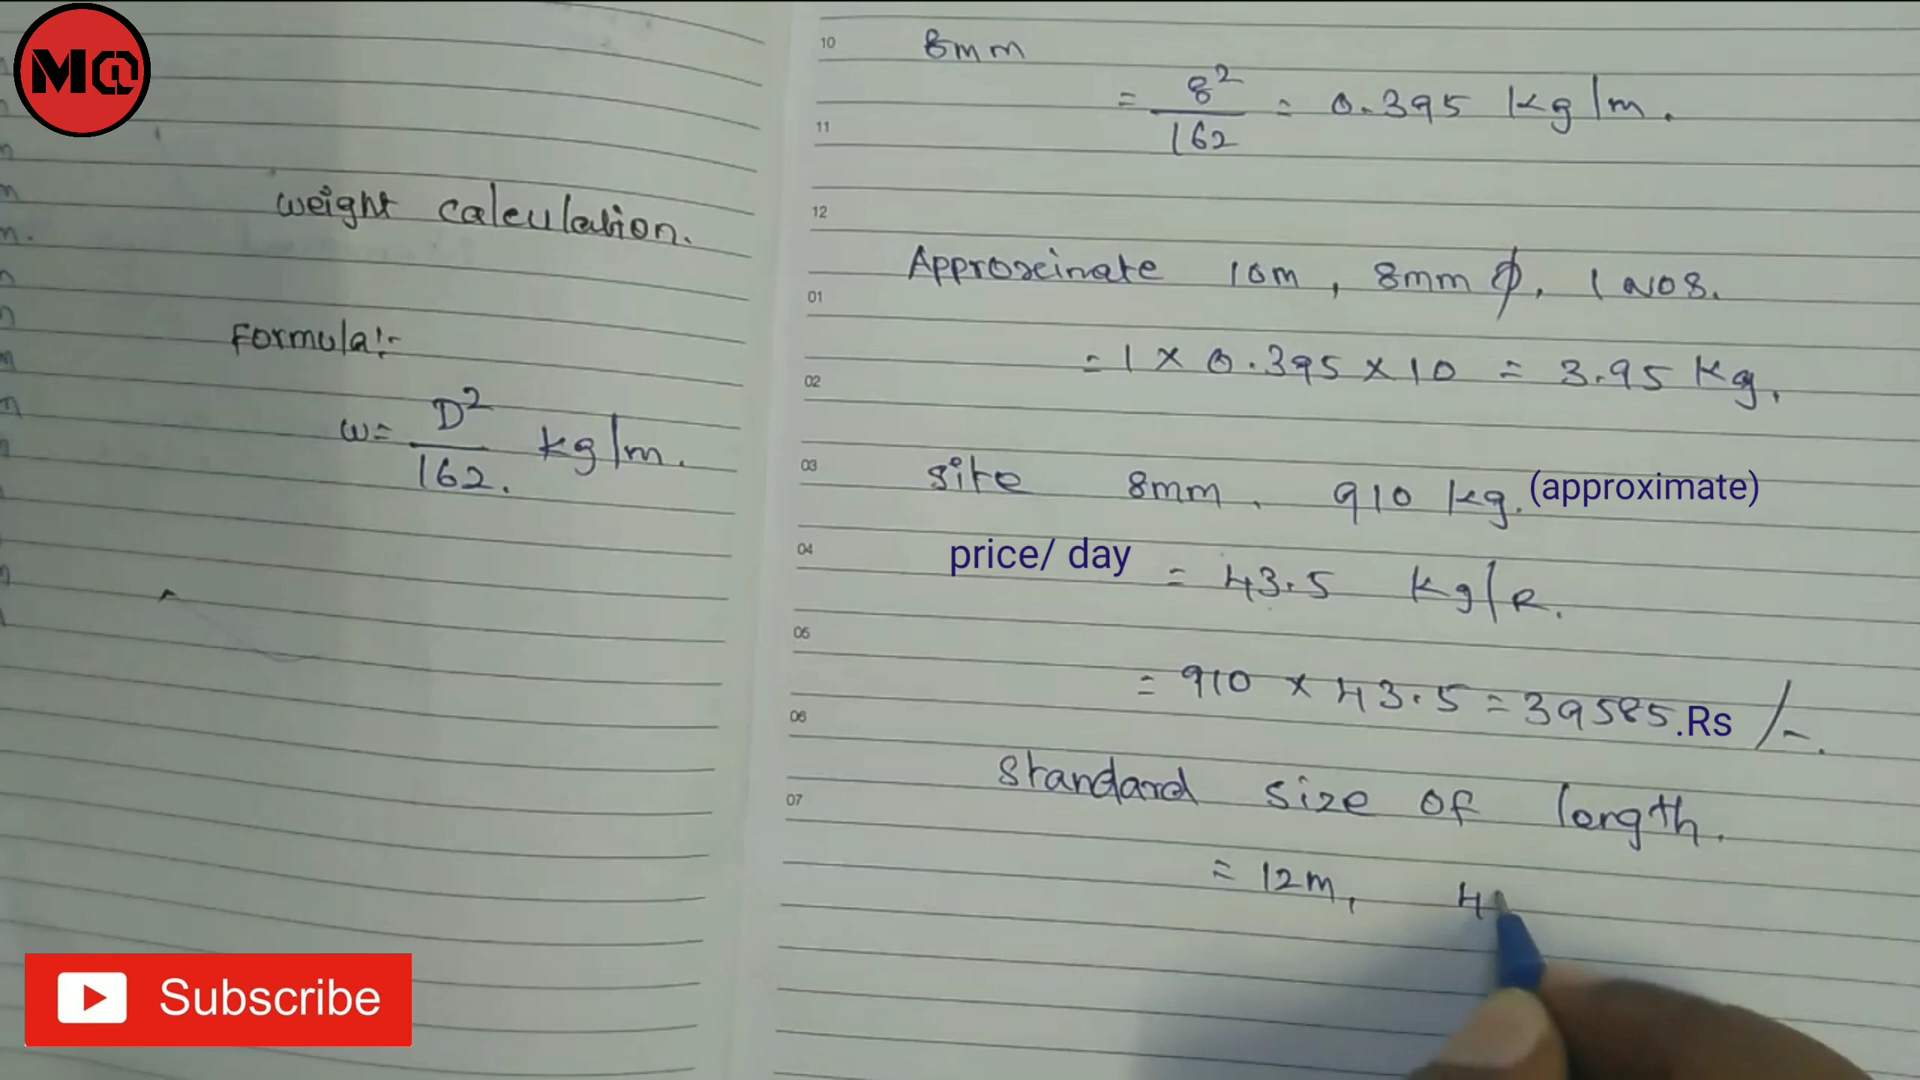 M@
weight calculation.
Formula:-
w= D²/162. kg/m.
Subscribe
10
8mm
= 8²/162 = 0.395 kg/m.
11
12
Approximate 10m, 8mm φ, 1 NOS.
01
= 1 × 0.395 × 10 = 3.95 Kg.
02
03
site 8mm. 910 kg. (approximate)
04
price/ day = 43.5 kg/R.
05
= 910 × 43.5 = 39585.Rs /-.
06
Standard size of length.
07
= 12m, 4